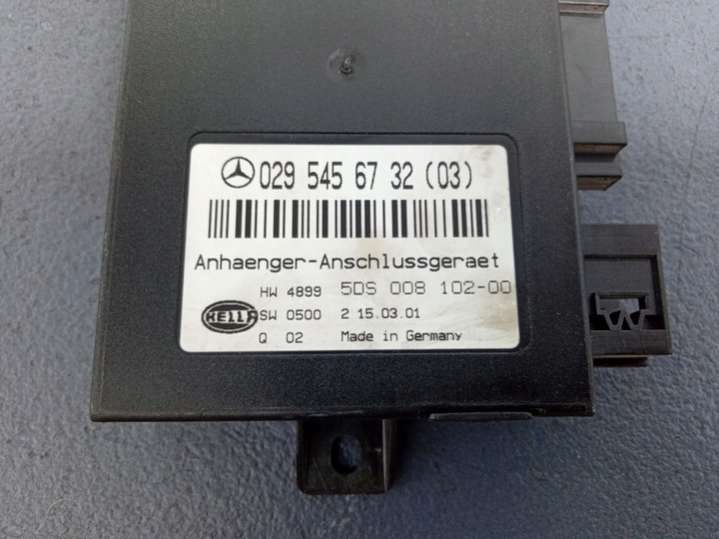 029 545 67 32 (03)
Anhaenger-Anschlussgeraet
HW 4899 5DS 008 102-00
HELLA SW 0500 2 15.03.01
Q 02 Made in Germany